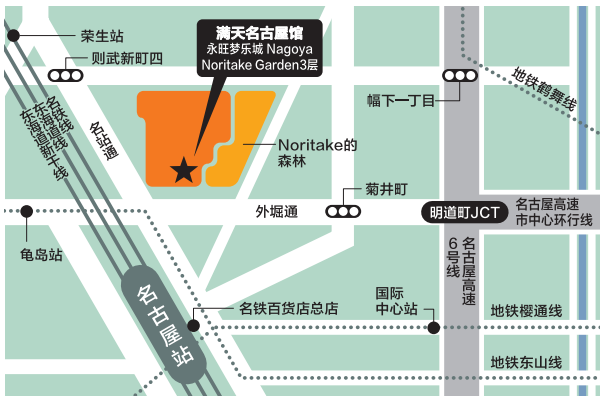 荣生站
则武新町四
满天名古屋馆
永旺梦乐城 Nagoya
Noritake Garden3层
地铁鹤舞线
幅下一丁目
名铁线
东海道线
东海道新干线
名站通
Noritake的
森林
菊井町
外堀通
明道町JCT
名古屋高速
市中心环行线
龟岛站
名古屋高速
6号线
名古屋站
名铁百货店总店
国际
中心站
地铁樱通线
地铁东山线